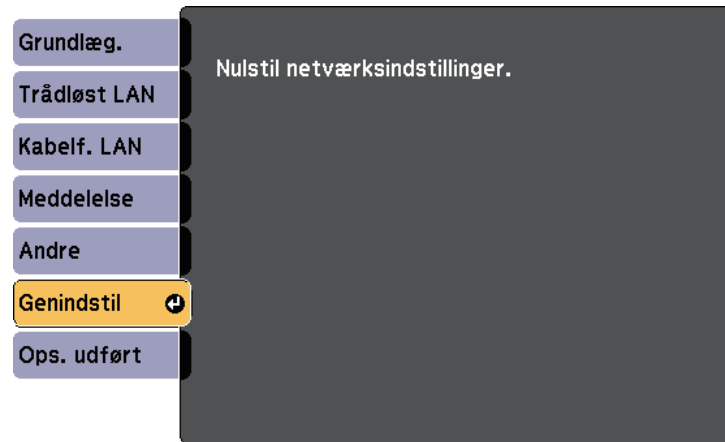 Grundlæg.
Trådløst LAN
Kabelf. LAN
Meddelelse
Andre
Genindstil
Ops. udført
Nulstil netværksindstillinger.